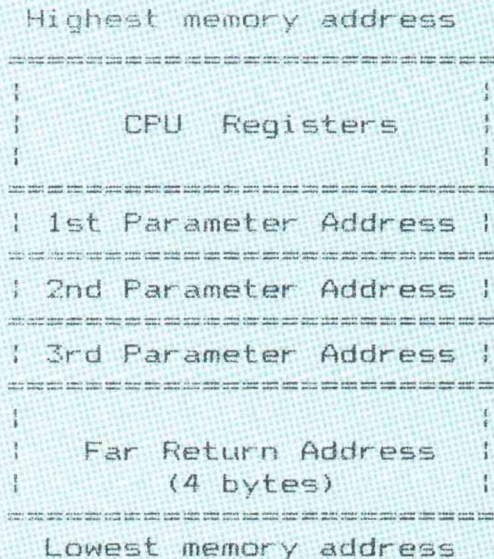 Highest memory address
==============================
CPU Registers
==============================
¦ 1st Parameter Address ¦
==============================
¦ 2nd Parameter Address ¦
==============================
¦ 3rd Parameter Address ¦
==============================
¦ Far Return Address ¦
¦ (4 bytes) ¦
==============================
Lowest memory address